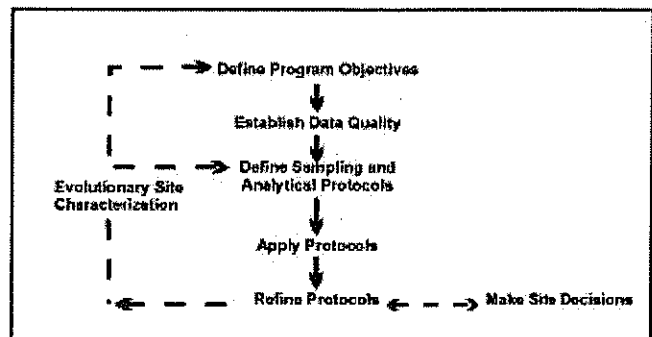 Define Program Objectives
Establish Data Quality
Define Sampling and
Analytical Protocols
Evolutionary Site
Characterization
Apply Protocols
Refine Protocols
Make Site Decisions